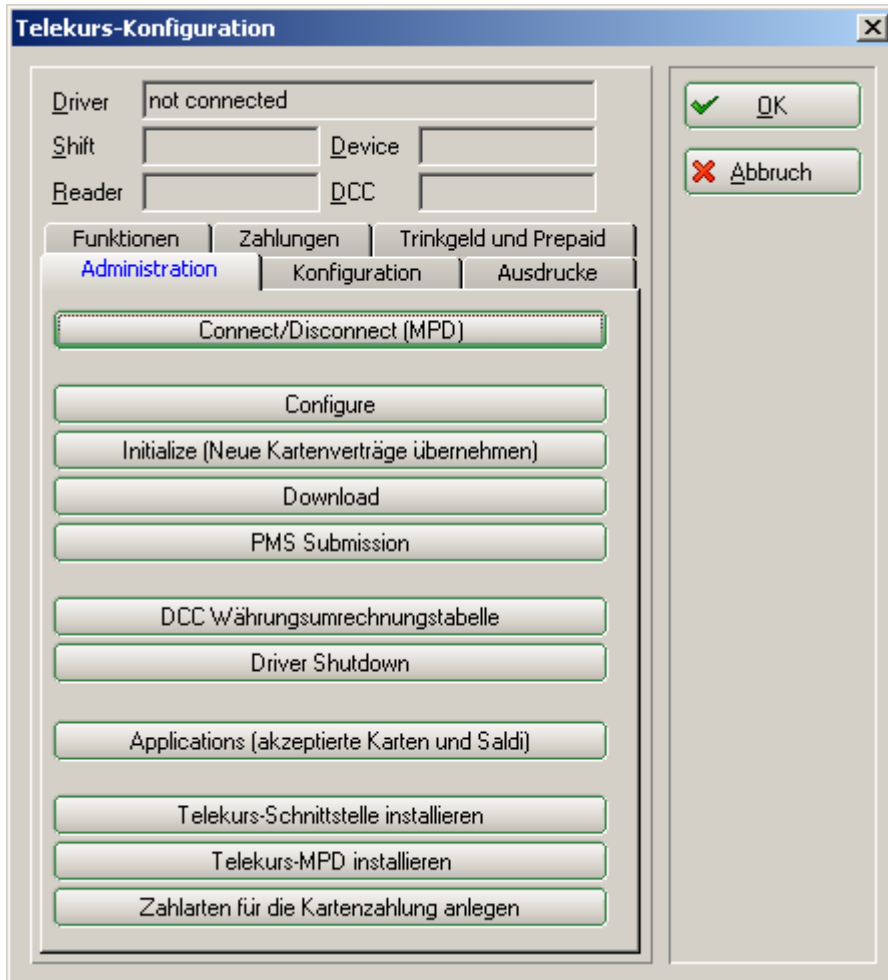 Telekurs-Konfiguration
Driver not connected
Shift Device
Reader DCC
OK
Abbruch
Funktionen Zahlungen Trinkgeld und Prepaid
Administration Konfiguration Ausdrucke
Connect/Disconnect (MPD)
Configure
Initialize (Neue Kartenverträge übernehmen)
Download
PMS Submission
DCC Währungsumrechnungstabelle
Driver Shutdown
Applications (akzeptierte Karten und Saldi)
Telekurs-Schnittstelle installieren
Telekurs-MPD installieren
Zahlarten für die Kartenzahlung anlegen